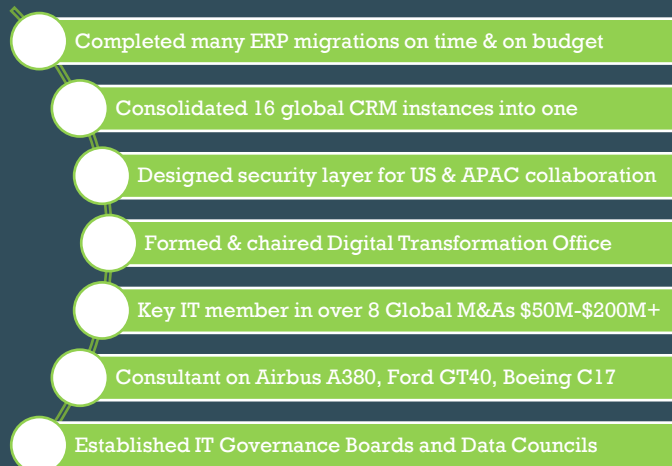 Completed many ERP migrations on time & on budget
Consolidated 16 global CRM instances into one
Designed security layer for US & APAC collaboration
Formed & chaired Digital Transformation Office
Key IT member in over 8 Global M&As $50M-$200M+
Consultant on Airbus A380, Ford GT40, Boeing C17
Established IT Governance Boards and Data Councils